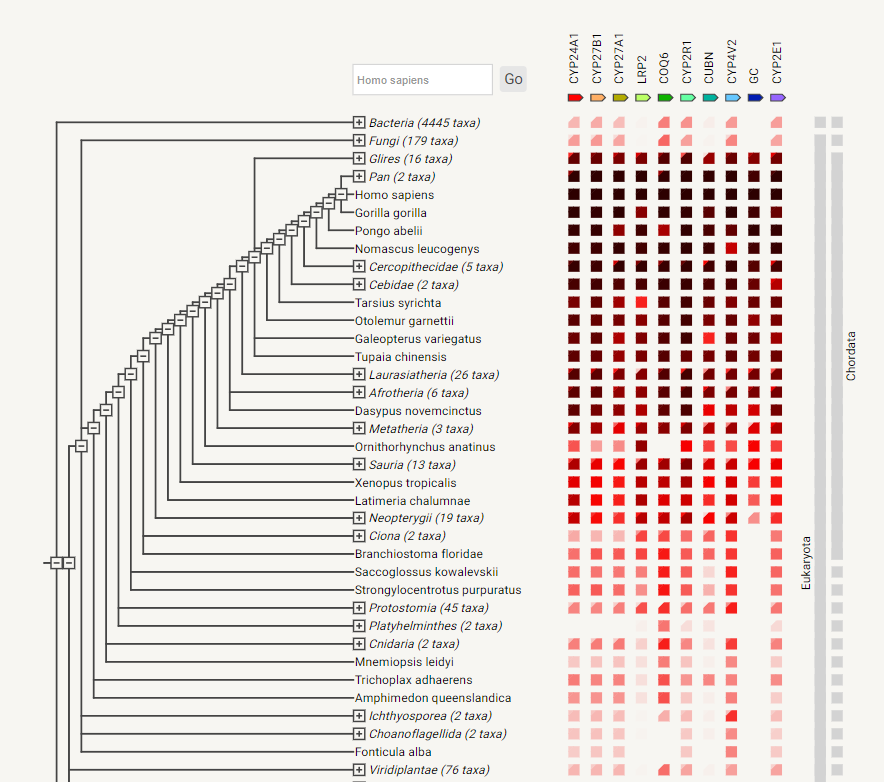 CYP24A1
CYP27B1
CYP27A1
LRP2
COQ6
CYP2R1
CUBN
CYP4V2
GC
CYP2E1
Homo sapiens
Go
Bacteria (4445 taxa)
Fungi (179 taxa)
Glires (16 taxa)
Pan (2 taxa)
Homo sapiens
Gorilla gorilla
Pongo abelii
Nomascus leucogenys
Cercopithecidae (5 taxa)
Cebidae (2 taxa)
Tarsius syrichta
Otolemur garnettii
Galeopterus variegatus
Tupaia chinensis
Laurasiatheria (26 taxa)
Afrotheria (6 taxa)
Dasypus novemcinctus
Metatheria (3 taxa)
Ornithorhynchus anatinus
Sauria (13 taxa)
Xenopus tropicalis
Latimeria chalumnae
Neopterygii (19 taxa)
Ciona (2 taxa)
Branchiostoma floridae
Saccoglossus kowalevskii
Strongylocentrotus purpuratus
Protostomia (45 taxa)
Platyhelminthes (2 taxa)
Cnidaria (2 taxa)
Mnemiopsis leidyi
Trichoplax adhaerens
Amphimedon queenslandica
Ichthyosporea (2 taxa)
Choanoflagellida (2 taxa)
Fonticula alba
Viridiplantae (76 taxa)
Eukaryota
Chordata